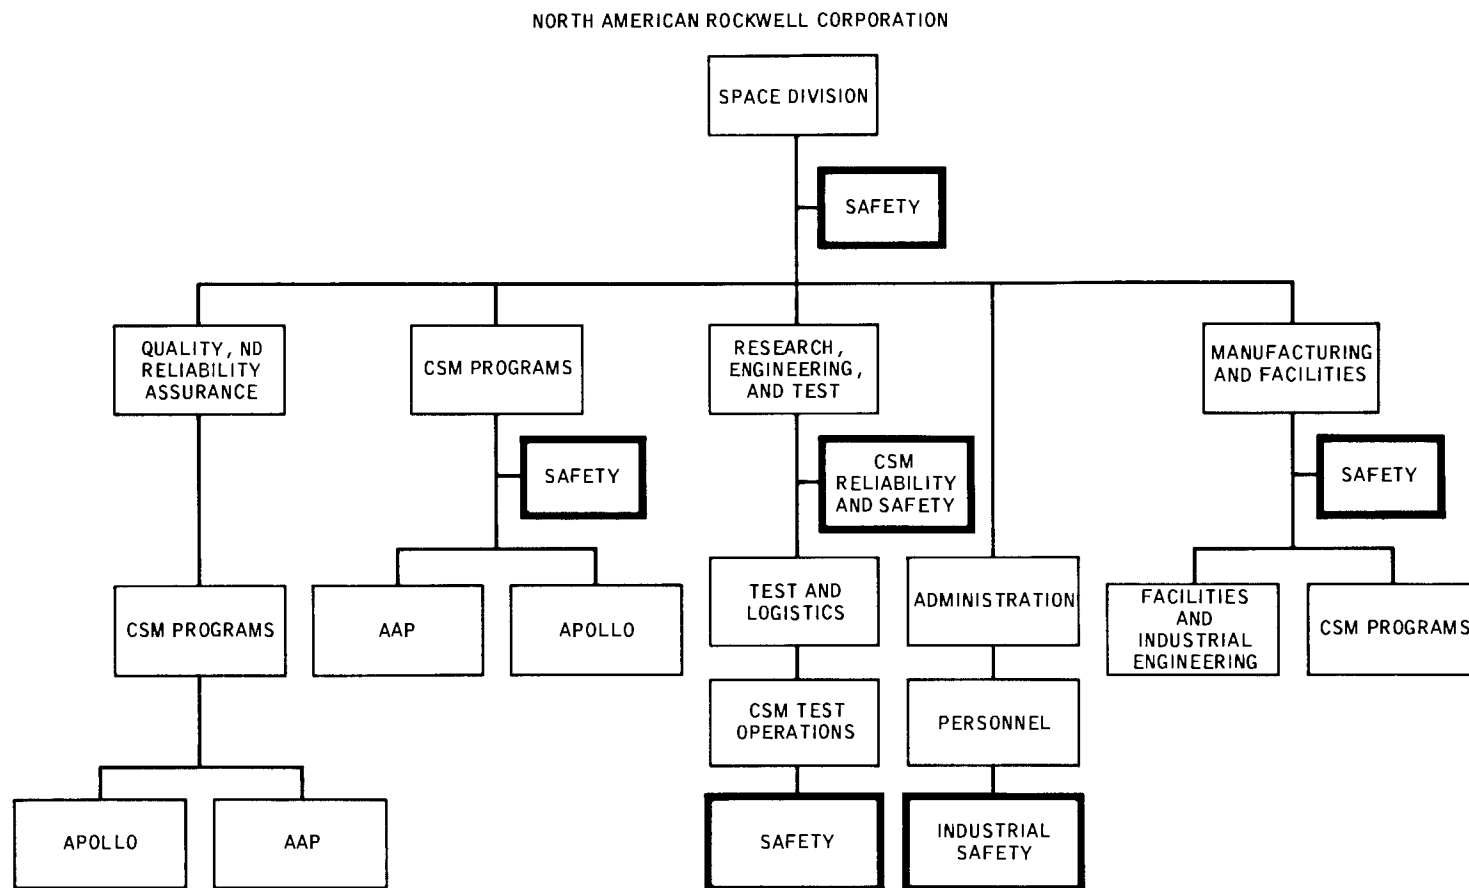 NORTH AMERICAN ROCKWELL CORPORATION
SPACE DIVISION
SAFETY
QUALITY, ND
RELIABILITY
ASSURANCE
CSM PROGRAMS
RESEARCH,
ENGINEERING,
AND TEST
MANUFACTURING
AND FACILITIES
SAFETY
CSM
RELIABILITY
AND SAFETY
SAFETY
CSM PROGRAMS
AAP
APOLLO
TEST AND
LOGISTICS
ADMINISTRATION
FACILITIES
AND
INDUSTRIAL
ENGINEERING
CSM PROGRAMS
CSM TEST
OPERATIONS
PERSONNEL
APOLLO
AAP
SAFETY
INDUSTRIAL
SAFETY